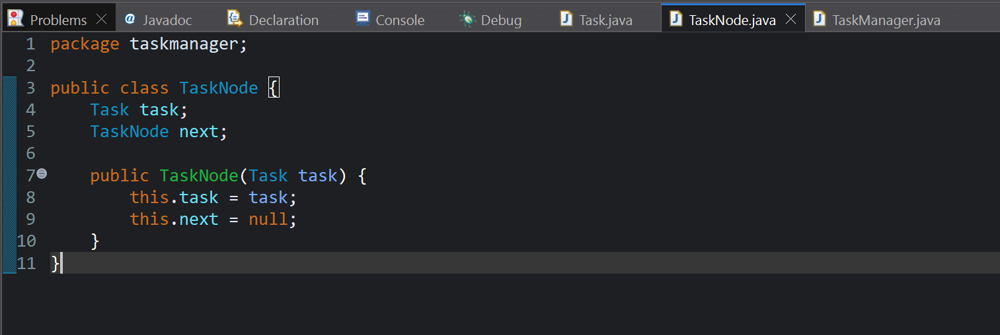 Problems Javadoc Declaration Console Debug Task.java TaskNode.java TaskManager.java
1 package taskmanager;
2
3 public class TaskNode {
4     Task task;
5     TaskNode next;
6
7     public TaskNode(Task task) {
8         this.task = task;
9         this.next = null;
10     }
11 }